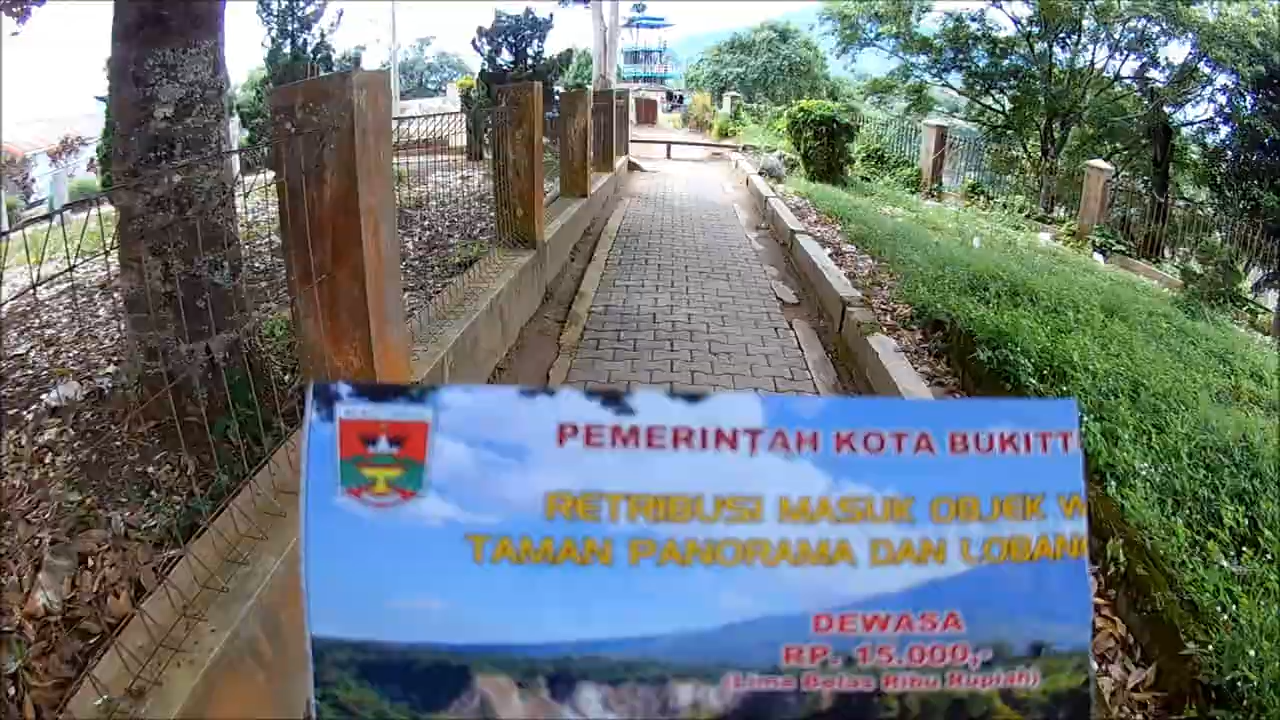 PEMERINTAH KOTA BUKITT
RETRIBUSI MASUK OBJEK W
TAMAN PANORAMA DAN LOBANG
DEWASA
RP. 15.000,-
(Lima Belas Ribu Rupiah)